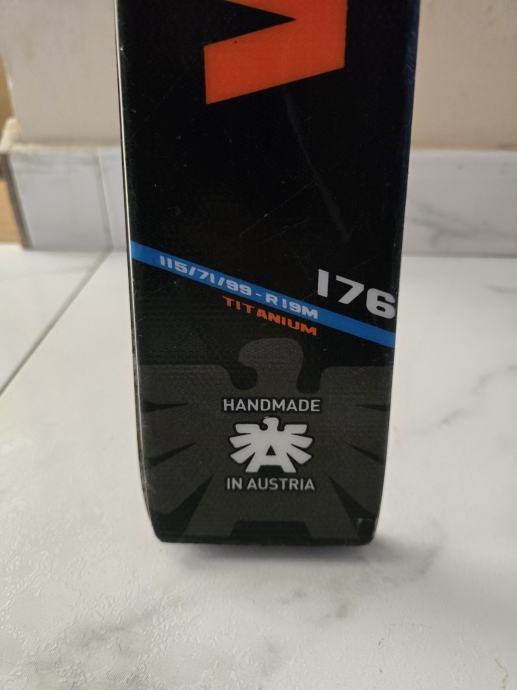 176
115/71/99 - R19M
TITANIUM
HANDMADE
A
IN AUSTRIA